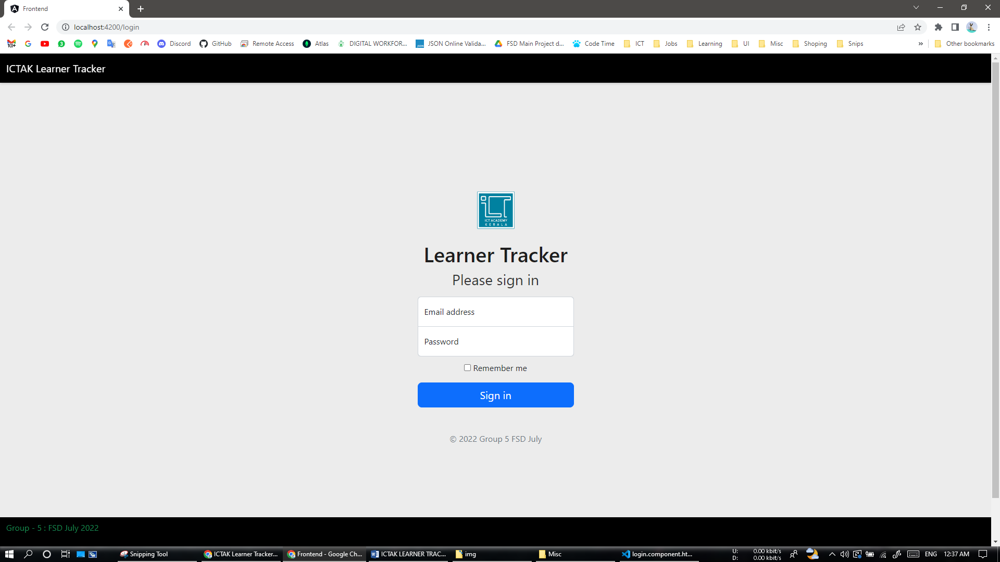 Frontend
localhost:4200/login
100+
3
Discord
GitHub
Remote Access
Atlas
DIGITAL WORKFOR...
JSON
JSON Online Valida...
FSD Main Project d...
Code Time
ICT
Jobs
Learning
UI
Misc
Shoping
Snips
»
Other bookmarks
ICTAK Learner Tracker
ICT
ICT ACADEMY
KERALA
Learner Tracker
Please sign in
Email address
Password
Remember me
Sign in
© 2022 Group 5 FSD July
Group - 5 : FSD July 2022
Snipping Tool
ICTAK Learner Tracker...
Frontend - Google Ch...
ICTAK LEARNER TRAC...
img
Misc
login.component.ht...
U: 0.00 kbit/s
D: 0.00 kbit/s
ENG
12:37 AM